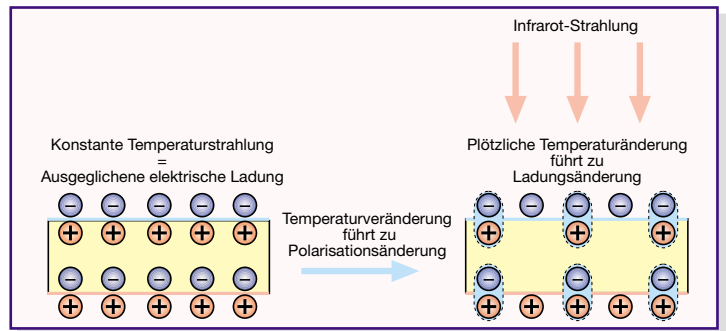 Infrarot-Strahlung
Konstante Temperaturstrahlung
=
Ausgeglichene elektrische Ladung
Plötzliche Temperaturänderung
führt zu
Ladungsänderung
− − − − −
+ + + + +
− − − − −
+ + + + +
Temperaturveränderung
führt zu
Polarisationsänderung
− − − − −
+ + +
− − −
+ + + + +